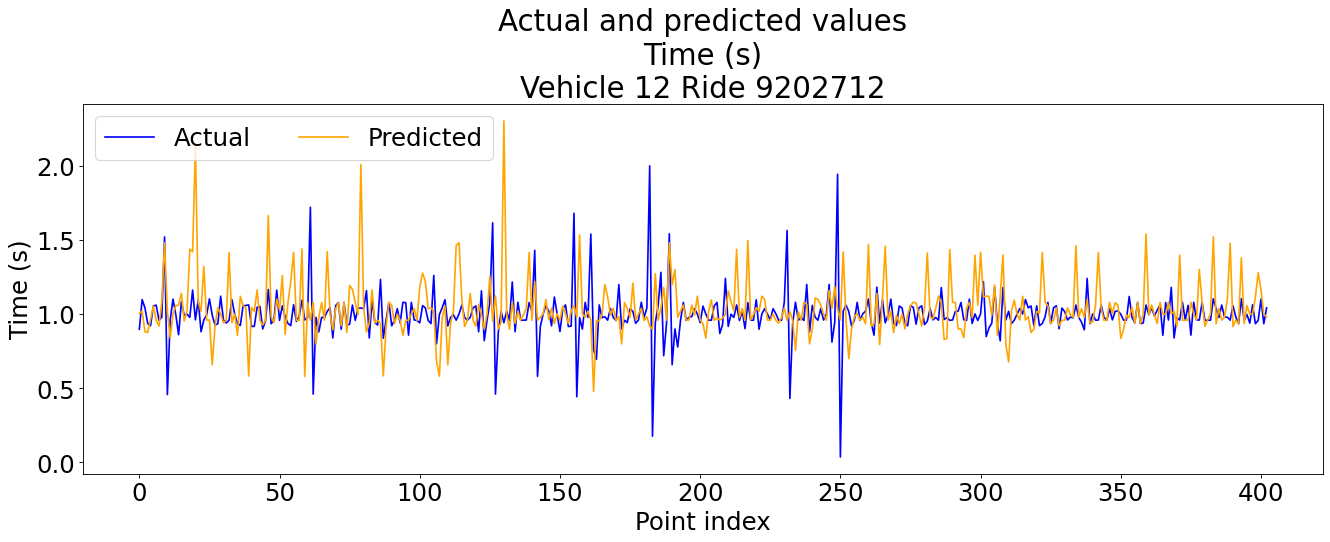 Actual and predicted values
Time (s)
Vehicle 12 Ride 9202712
Actual
Predicted
Time (s)
2.0
1.5
1.0
0.5
0.0
0 50 100 150 200 250 300 350 400
Point index